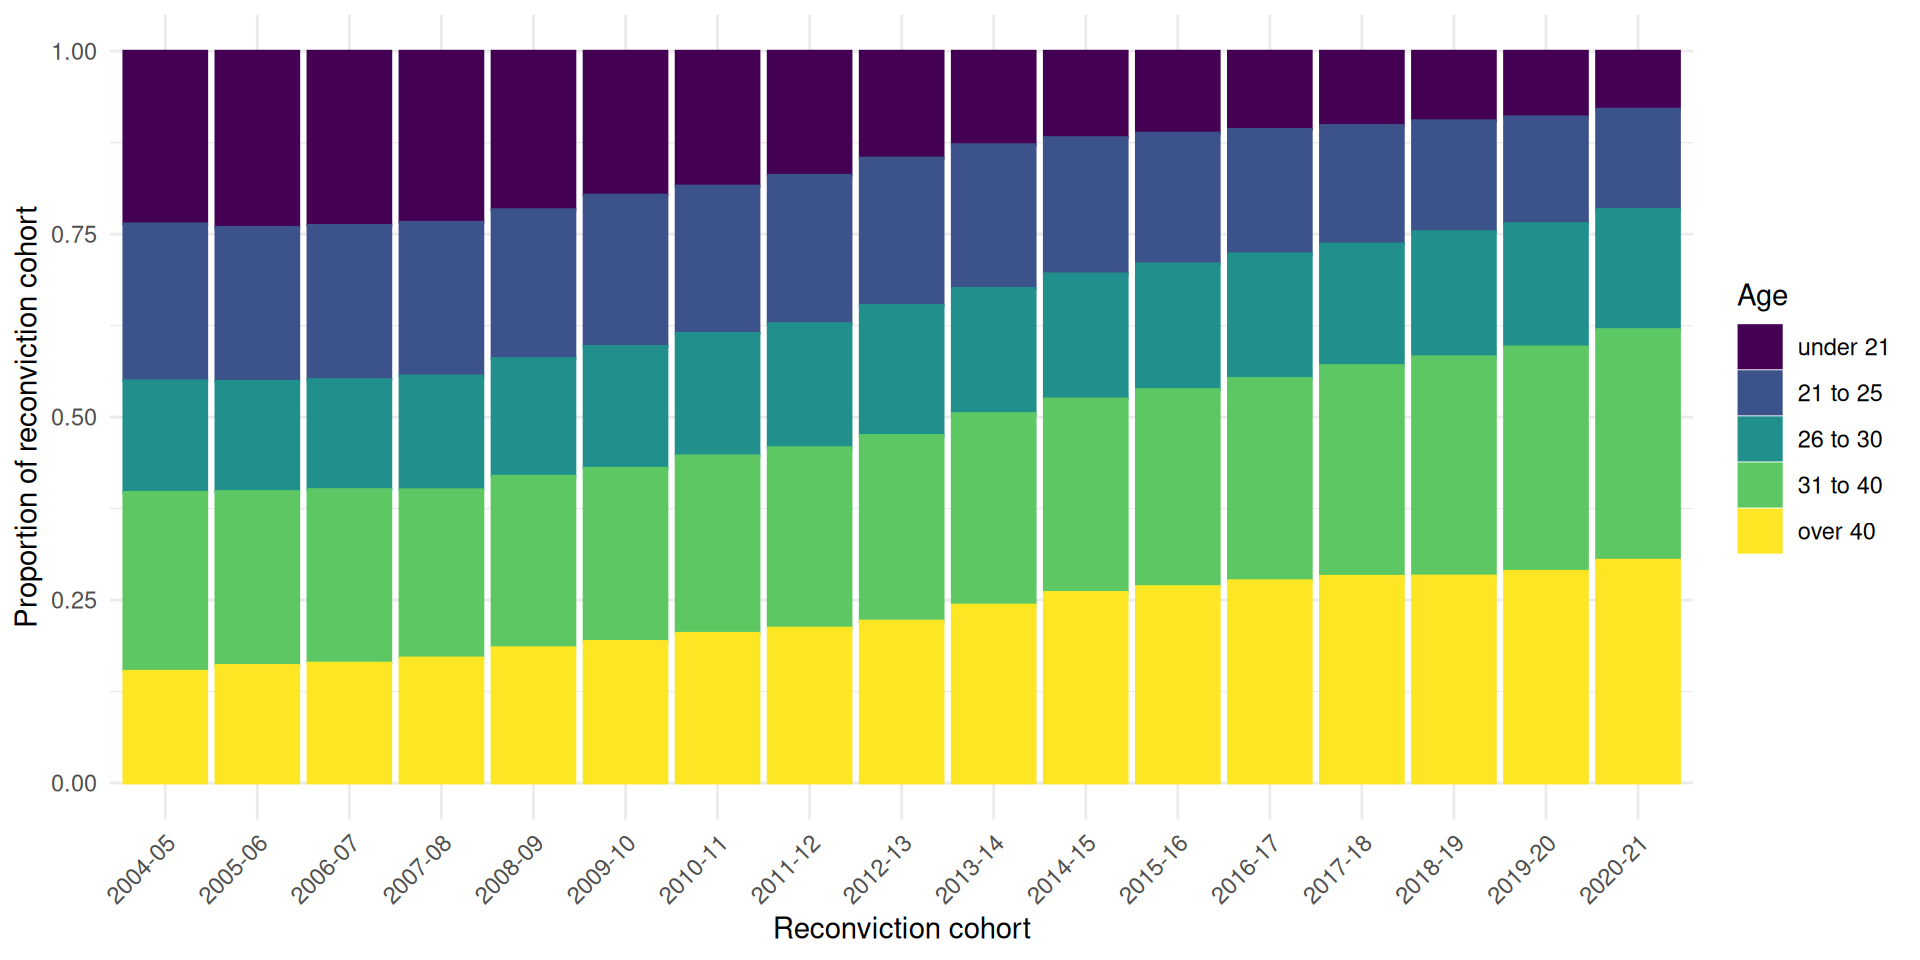 1.00
0.75
0.50
0.25
0.00
Proportion of reconviction cohort
2004-05
2005-06
2006-07
2007-08
2008-09
2009-10
2010-11
2011-12
2012-13
2013-14
2014-15
2015-16
2016-17
2017-18
2018-19
2019-20
2020-21
Reconviction cohort
Age
under 21
21 to 25
26 to 30
31 to 40
over 40